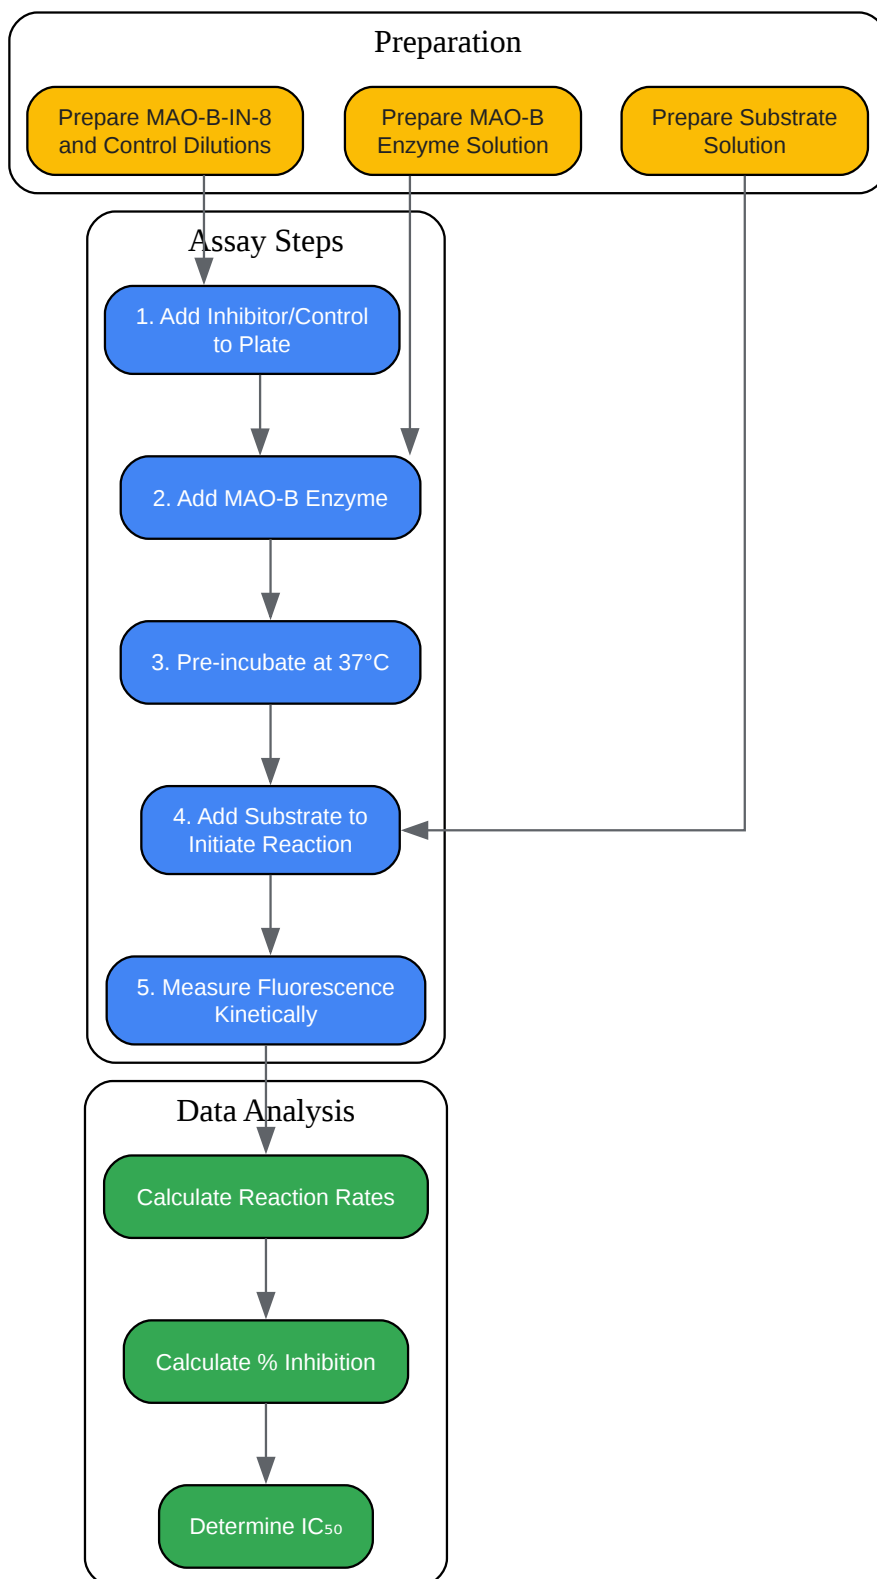 Preparation
Prepare MAO-B-IN-8
and Control Dilutions
Prepare MAO-B
Enzyme Solution
Prepare Substrate
Solution
Assay Steps
1. Add Inhibitor/Control
to Plate
2. Add MAO-B Enzyme
3. Pre-incubate at 37°C
4. Add Substrate to
Initiate Reaction
5. Measure Fluorescence
Kinetically
Data Analysis
Calculate Reaction Rates
Calculate % Inhibition
Determine IC₅₀